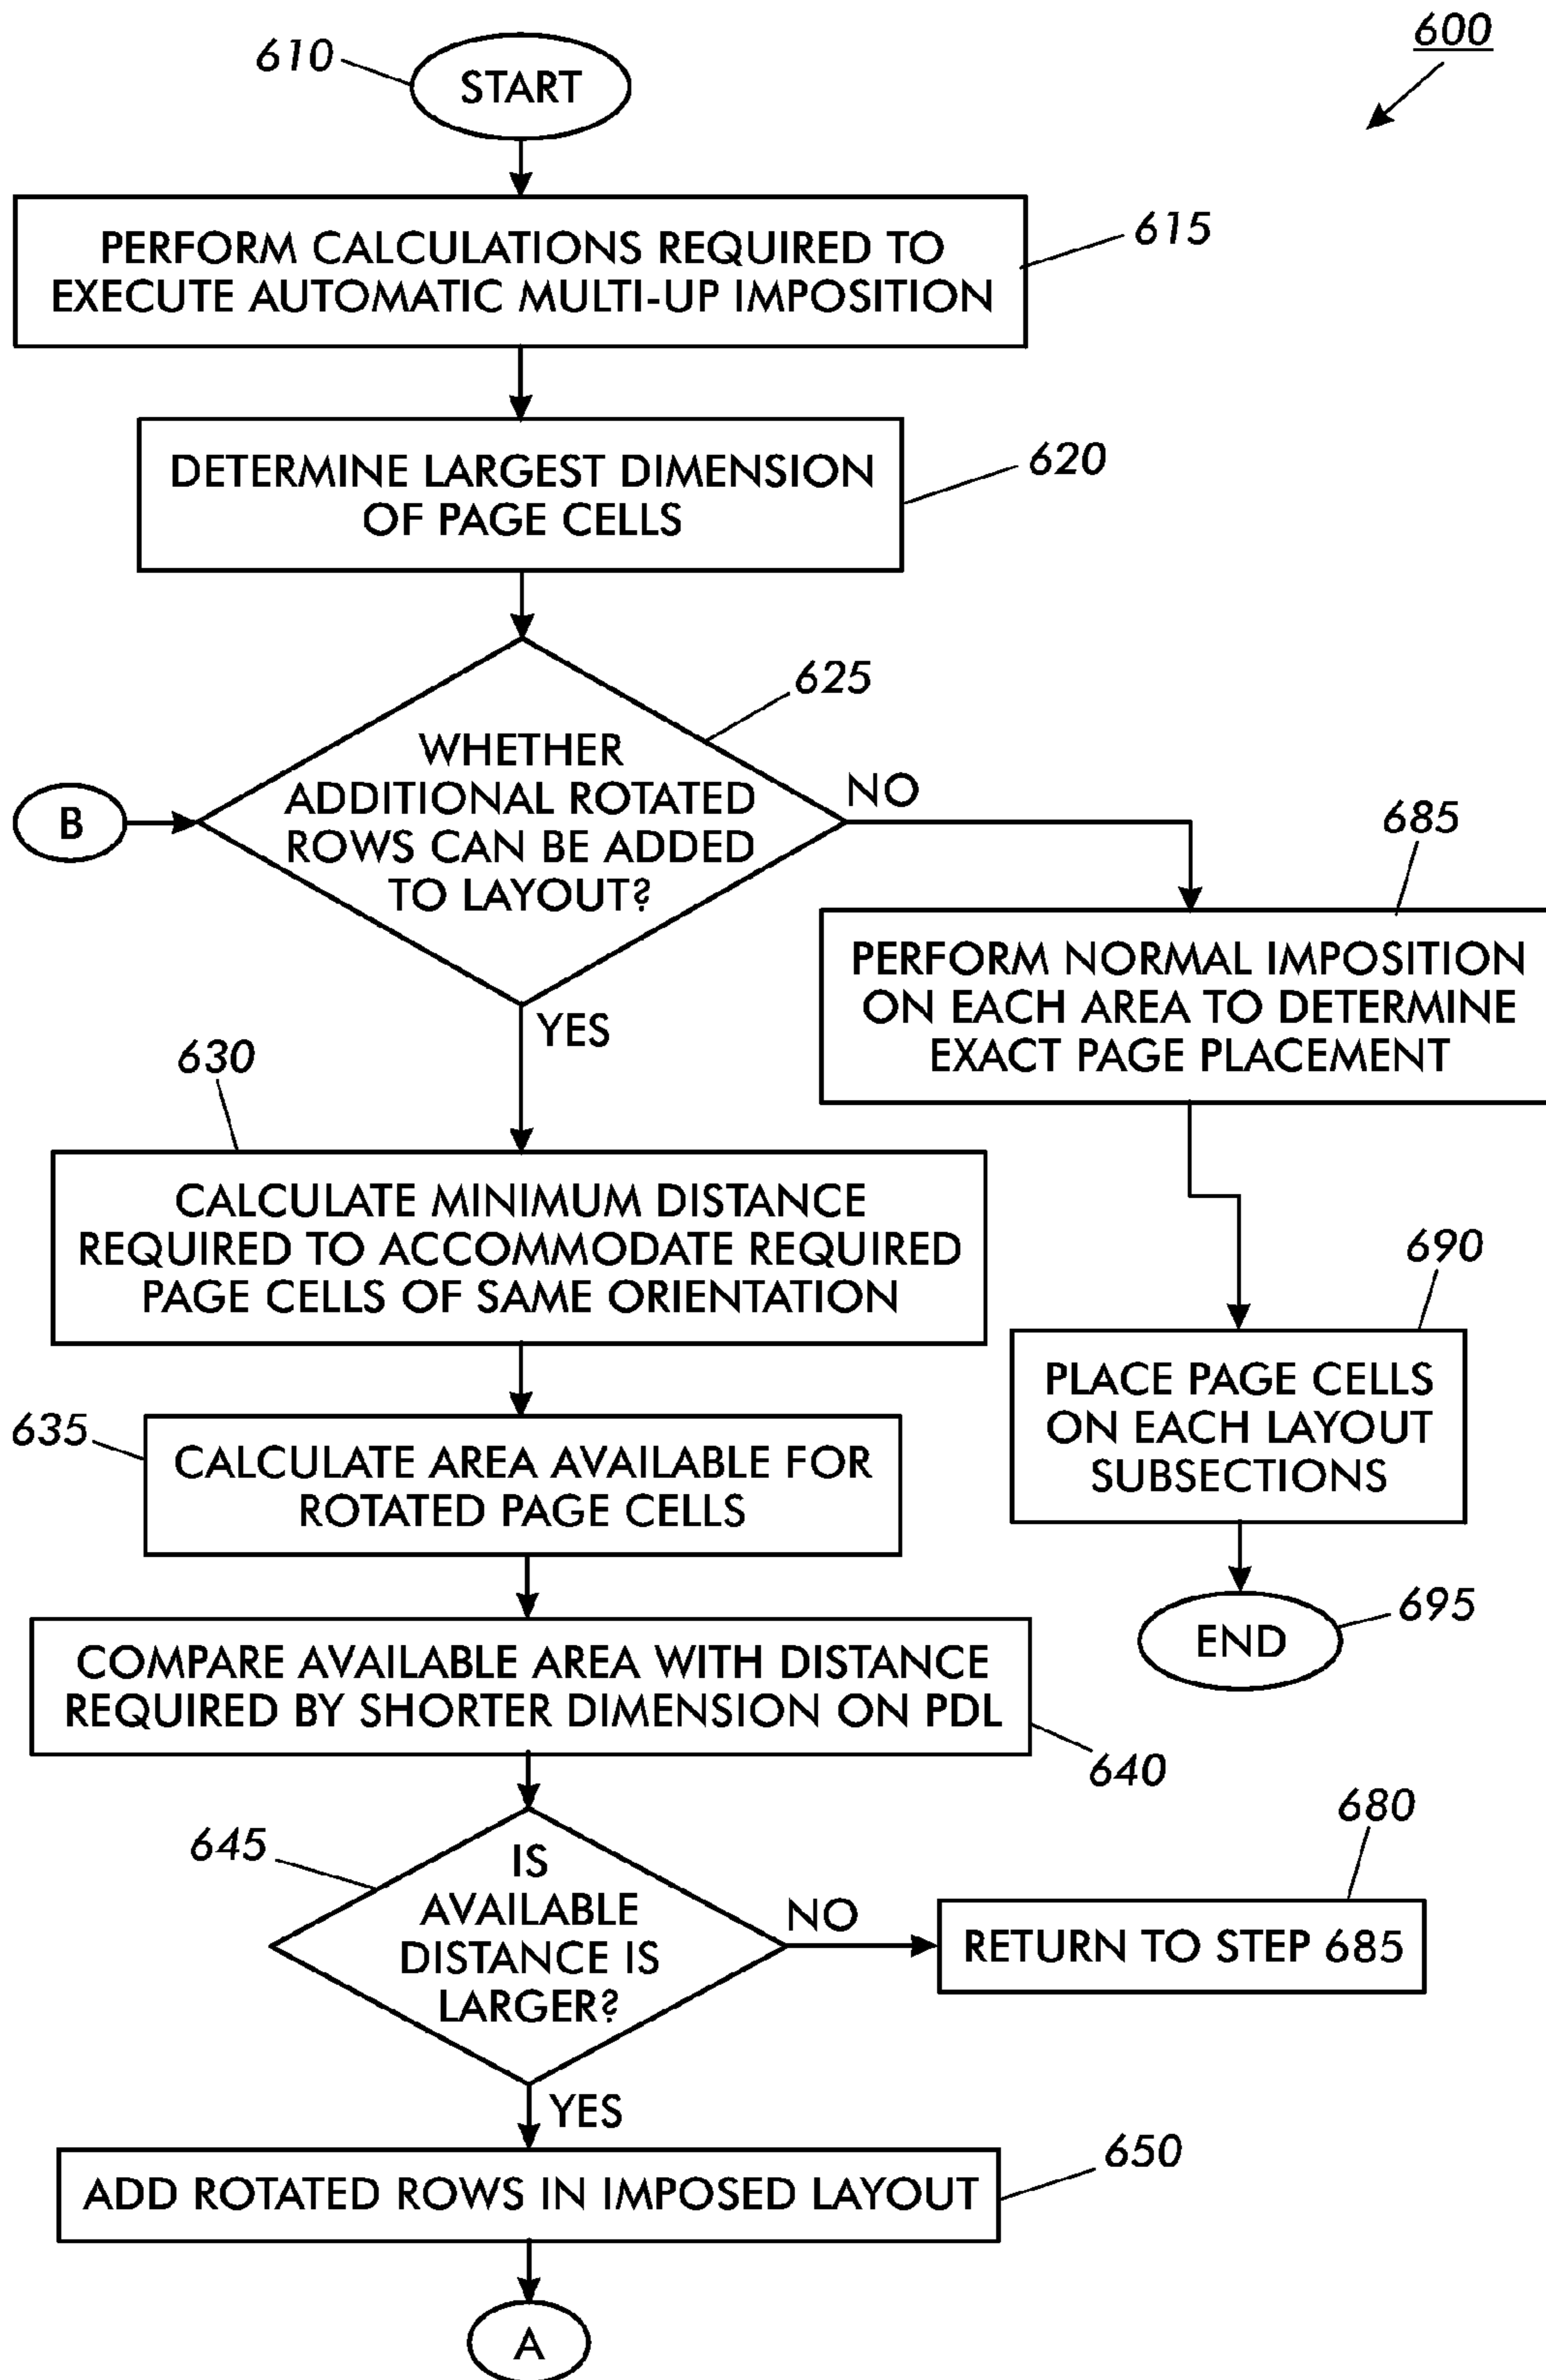 600
610
START
615
PERFORM CALCULATIONS REQUIRED TO
EXECUTE AUTOMATIC MULTI-UP IMPOSITION
620
DETERMINE LARGEST DIMENSION
OF PAGE CELLS
625
WHETHER
ADDITIONAL ROTATED
ROWS CAN BE ADDED
TO LAYOUT?
B
NO
YES
685
PERFORM NORMAL IMPOSITION
ON EACH AREA TO DETERMINE
EXACT PAGE PLACEMENT
630
CALCULATE MINIMUM DISTANCE
REQUIRED TO ACCOMMODATE REQUIRED
PAGE CELLS OF SAME ORIENTATION
690
PLACE PAGE CELLS
ON EACH LAYOUT
SUBSECTIONS
635
CALCULATE AREA AVAILABLE FOR
ROTATED PAGE CELLS
695
END
COMPARE AVAILABLE AREA WITH DISTANCE
REQUIRED BY SHORTER DIMENSION ON PDL
640
645
IS
AVAILABLE
DISTANCE IS
LARGER?
NO
680
RETURN TO STEP 685
YES
650
ADD ROTATED ROWS IN IMPOSED LAYOUT
A